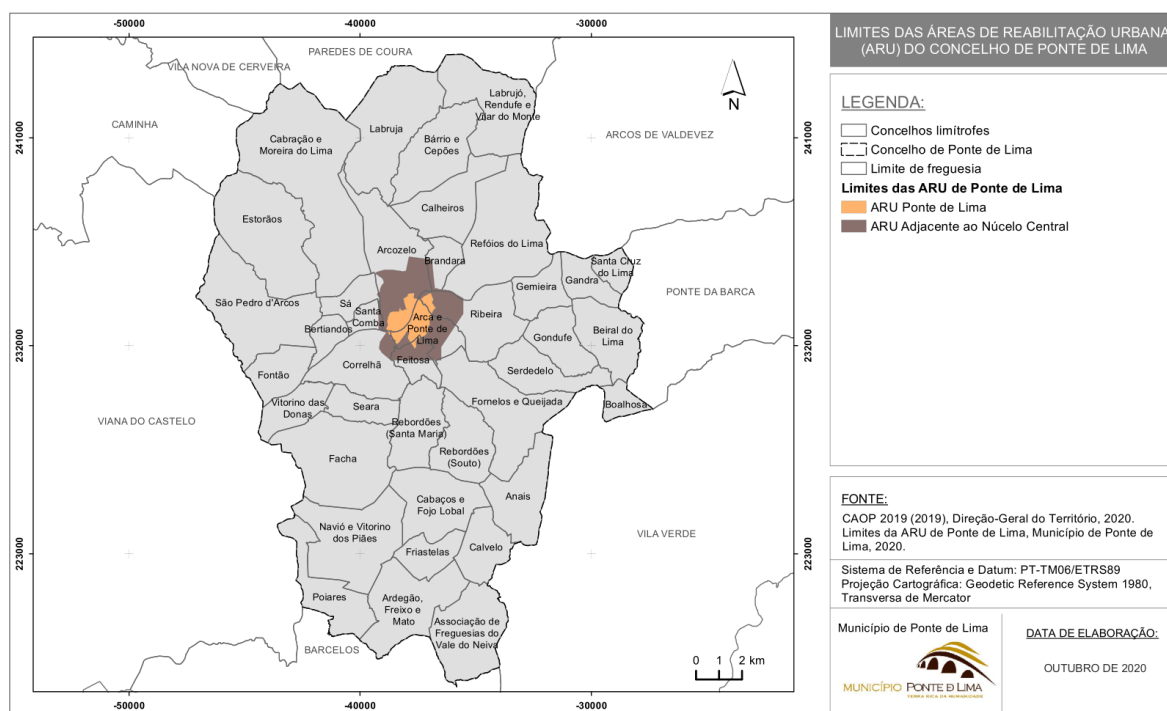 -50000
-40000
-30000
PAREDES DE COURA
VILA NOVA DE CERVEIRA
CAMINHA
ARCOS DE VALDEVEZ
PONTE DA BARCA
VIANA DO CASTELO
VILA VERDE
BARCELOS
N
241000
241000
232000
232000
223000
223000
Labrujó,
Rendufe e
Vilar do Monte
Labruja
Cabração e
Moreira do Lima
Bárrio e
Cepões
Calheiros
Estorãos
Refóios do Lima
Arcozelo
Brandara
Santa Cruz
do Lima
Gandra
Gemieira
São Pedro d'Arcos
Sá
Santa
Comba
Bertiandos
Arca e
Ponte de
Lima
Ribeira
Gondufe
Beiral do
Lima
Feitosa
Correlhã
Serdedelo
Fontão
Vitorino das
Donas
Seara
Fornelos e Queijada
Boalhosa
Rebordões
(Santa Maria)
Rebordões
(Souto)
Facha
Anais
Cabaços e
Fojo Lobal
Navió e Vitorino
dos Piães
Friastelas
Calvelo
Poiares
Ardegão,
Freixo e
Mato
Associação de
Freguesias do
Vale do Neiva
0 1 2 km
-50000
-40000
-30000
LIMITES DAS ÁREAS DE REABILITAÇÃO URBANA
(ARU) DO CONCELHO DE PONTE DE LIMA
LEGENDA:
Concelhos limítrofes
Concelho de Ponte de Lima
Limite de freguesia
Limites das ARU de Ponte de Lima
ARU Ponte de Lima
ARU Adjacente ao Núcelo Central
FONTE:
CAOP 2019 (2019), Direção-Geral do Território, 2020.
Limites da ARU de Ponte de Lima, Município de Ponte de
Lima, 2020.
Sistema de Referência e Datum: PT-TM06/ETRS89
Projeção Cartográfica: Geodetic Reference System 1980,
Transversa de Mercator
Município de Ponte de Lima
MUNICÍPIO PONTE D LIMA
TERRA RICA DA HUMANIDADE
DATA DE ELABORAÇÃO:
OUTUBRO DE 2020